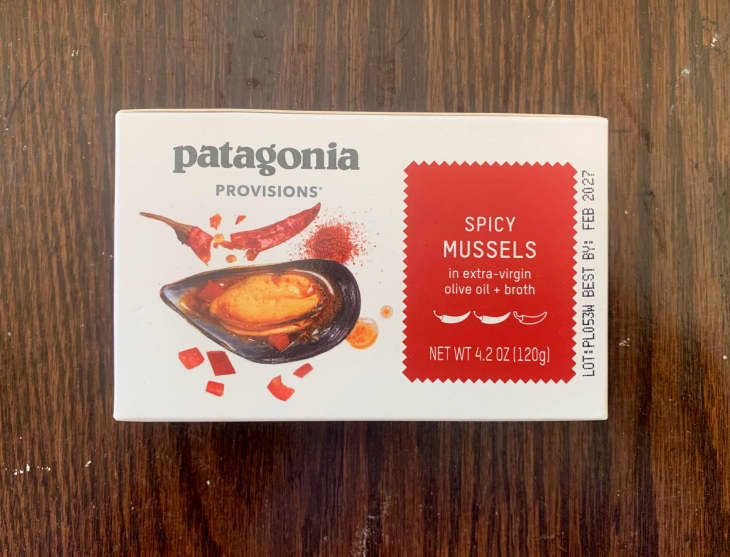 patagonia
PROVISIONS®
SPICY
MUSSELS
in extra-virgin
olive oil + broth
NET WT 4.2 OZ (120g)
LOT:PL053W BEST BY: FEB 2027